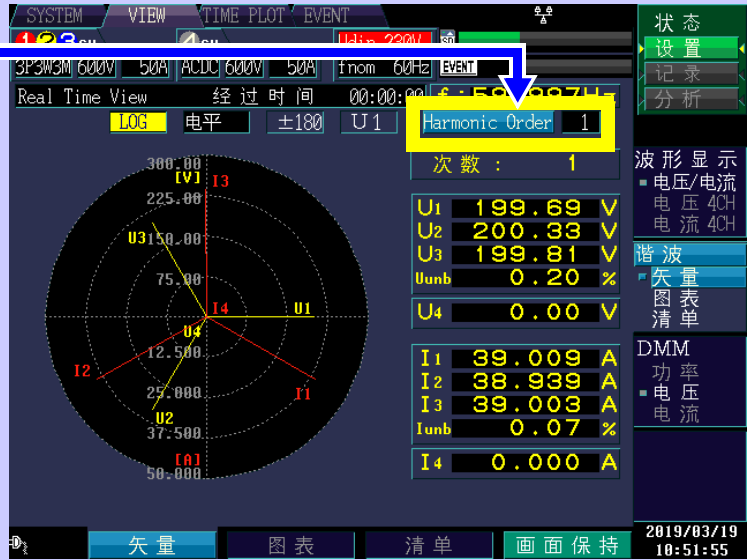 SYSTEM VIEW TIME PLOT EVENT
状态
123CH 4CH Udin 230V SD
设置
3P3W3M 600V 50A ACDC 600V 50A fnom 60Hz EVENT
记录
Real Time View 经过时间 00:00:00
分析
LOG 电平 ±180 U1 Harmonic Order 1
次数: 1
300.00
[V]
I3
225.00
U3
150.00
75.00
I4
U1
U4
12.500
I2
25.000
I1
U2
37.500
[A]
50.000
U1 199.69 V
U2 200.33 V
U3 199.81 V
Uunb 0.20 %
U4 0.00 V
I1 39.009 A
I2 38.939 A
I3 39.003 A
Iunb 0.07 %
I4 0.000 A
波形显示
电压/电流
电压 4CH
电流 4CH
谐波
矢量
图表
清单
DMM
功率
电压
电流
矢量 图表 清单 画面保持
2019/03/19
10:51:55